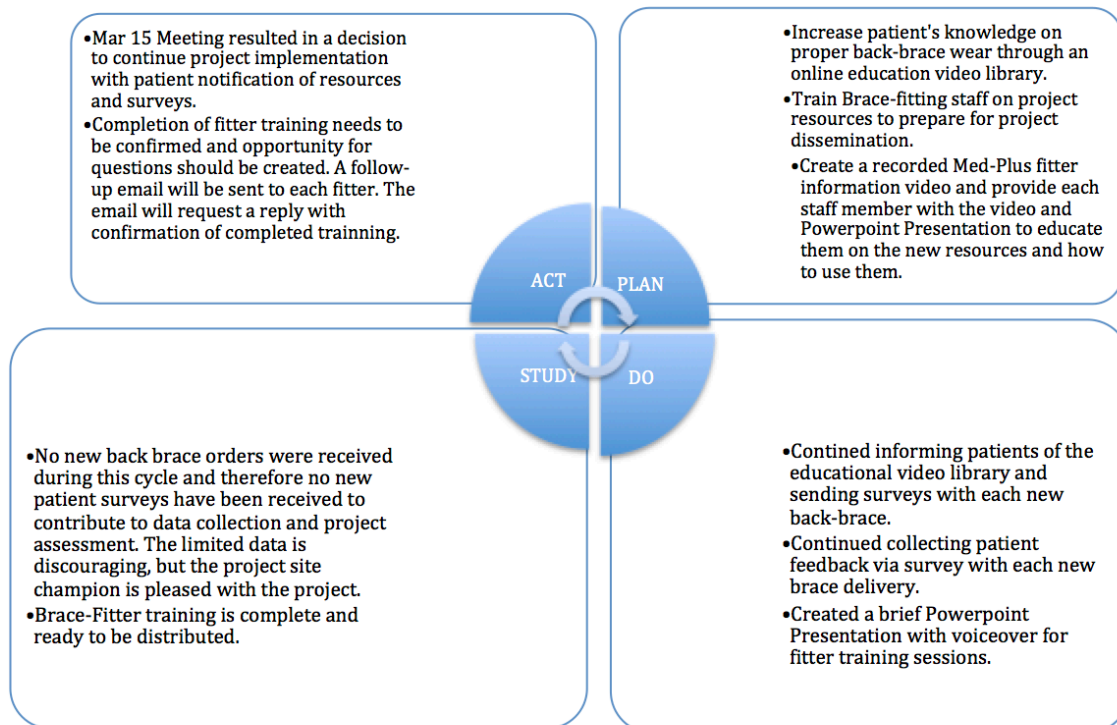 •Mar 15 Meeting resulted in a decision
to continue project implementation
with patient notification of resources
and surveys.
•Completion of fitter training needs to
be confirmed and opportunity for
questions should be created. A follow-
up email will be sent to each fitter. The
email will request a reply with
confirmation of completed trainning.
•Increase patient's knowledge on
proper back-brace wear through an
online education video library.
•Train Brace-fitting staff on project
resources to prepare for project
dissemination.
•Create a recorded Med-Plus fitter
information video and provide each
staff member with the video and
Powerpoint Presentation to educate
them on the new resources and how
to use them.
ACT
PLAN
STUDY
DO
•No new back brace orders were received
during this cycle and therefore no new
patient surveys have been received to
contribute to data collection and project
assessment. The limited data is
discouraging, but the project site
champion is pleased with the project.
•Brace-Fitter training is complete and
ready to be distributed.
•Contined informing patients of the
educational video library and
sending surveys with each new
back-brace.
•Continued collecting patient
feedback via survey with each new
brace delivery.
•Created a brief Powerpoint
Presentation with voiceover for
fitter training sessions.